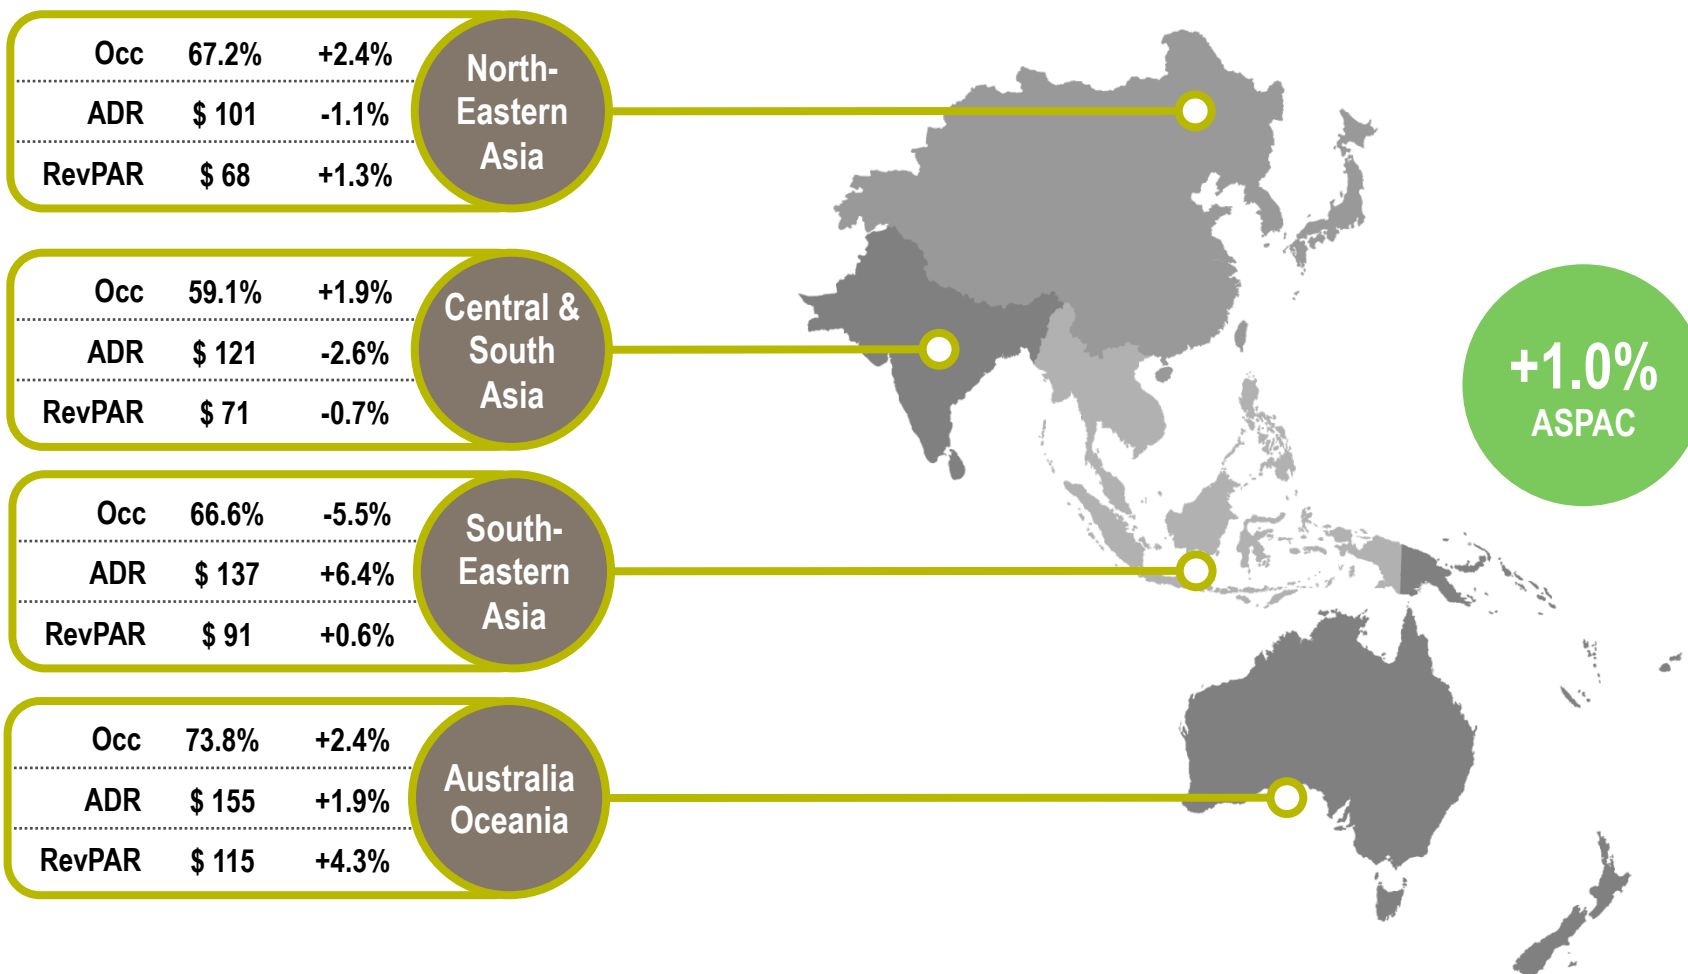 Occ 67.2% +2.4%
ADR $ 101 -1.1%
RevPAR $ 68 +1.3%
North-
Eastern
Asia
Occ 59.1% +1.9%
ADR $ 121 -2.6%
RevPAR $ 71 -0.7%
Central &
South
Asia
Occ 66.6% -5.5%
ADR $ 137 +6.4%
RevPAR $ 91 +0.6%
South-
Eastern
Asia
Occ 73.8% +2.4%
ADR $ 155 +1.9%
RevPAR $ 115 +4.3%
Australia
Oceania
+1.0%
ASPAC